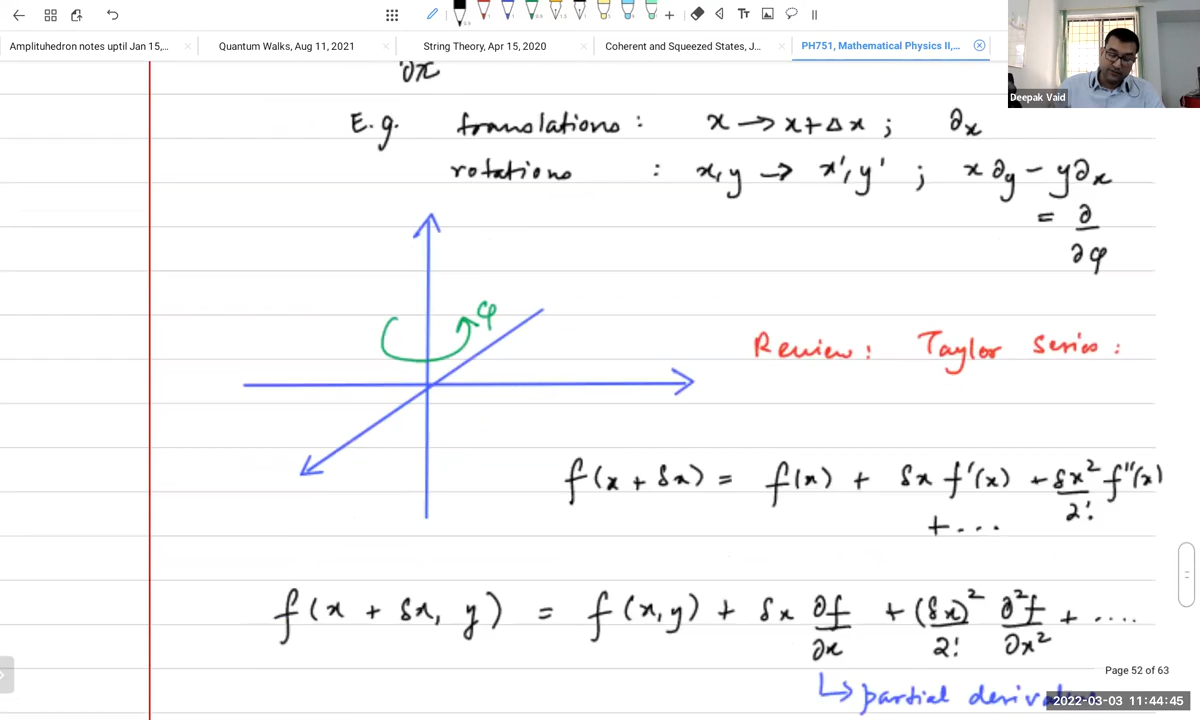 Amplituhedron notes uptil Jan 15,...
Quantum Walks, Aug 11, 2021
String Theory, Apr 15, 2020
Coherent and Squeezed States, J...
PH751, Mathematical Physics II,...
Deepak Vaid
∂x
E.g. translations : x → x + Δx ; ∂x
rotations : x, y → x', y' ; x ∂y - y ∂x
= ∂/∂φ
φ
Review : Taylor Series :
f(x + δx) = f(x) + δx f'(x) + δx²/2! f''(x)
+ ...
f(x + δx, y) = f(x, y) + δx ∂f/∂x + (δx)²/2! ∂²f/∂x² + ....
Page 52 of 63
↳ partial
2022-03-03 11:44:45